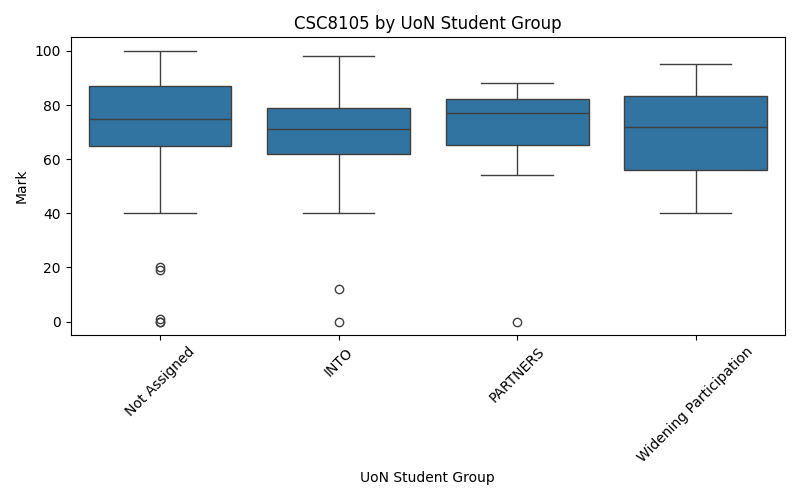 CSC8105 by UoN Student Group
Mark
100
80
60
40
20
0
Not Assigned
INTO
PARTNERS
Widening Participation
UoN Student Group